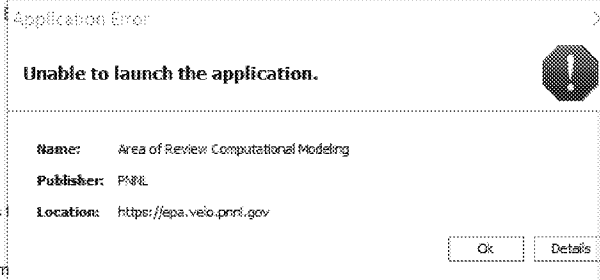 Application Error
Unable to launch the application.
Name: Area of Review Computational Modeling
Publisher: PNNL
Location: https://epa.velo.pnnl.gov
Ok Details